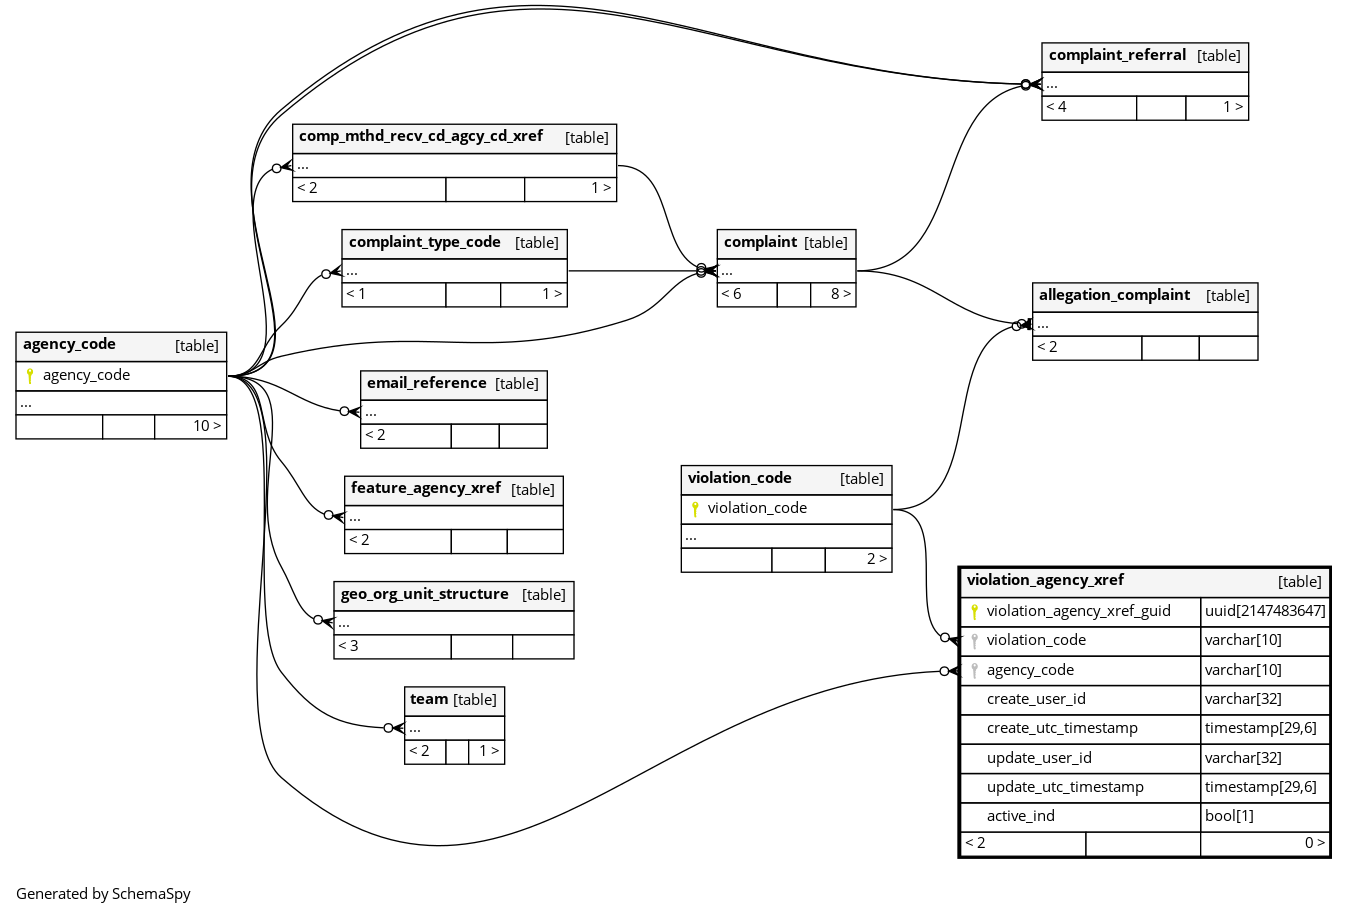 complaint_referral [table]
...
< 4 1 >
comp_mthd_recv_cd_agcy_cd_xref [table]
...
< 2 1 >
complaint_type_code [table]
...
< 1 1 >
complaint [table]
...
< 6 8 >
allegation_complaint [table]
...
< 2
agency_code [table]
agency_code
...
10 >
email_reference [table]
...
< 2
feature_agency_xref [table]
...
< 2
violation_code [table]
violation_code
...
2 >
geo_org_unit_structure [table]
...
< 3
team [table]
...
< 2 1 >
violation_agency_xref [table]
violation_agency_xref_guid uuid[2147483647]
violation_code varchar[10]
agency_code varchar[10]
create_user_id varchar[32]
create_utc_timestamp timestamp[29,6]
update_user_id varchar[32]
update_utc_timestamp timestamp[29,6]
active_ind bool[1]
< 2 0 >
Generated by SchemaSpy